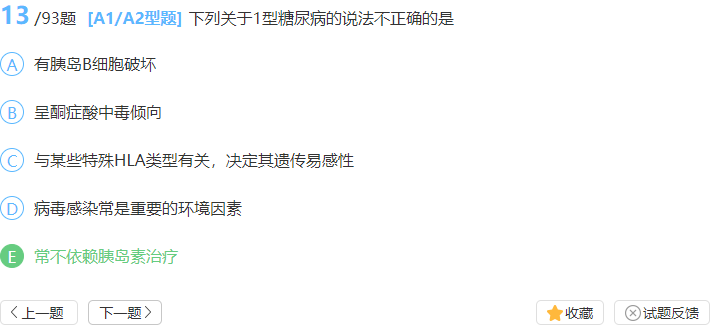 13 /93题 [A1/A2型题] 下列关于1型糖尿病的说法不正确的是
A 有胰岛B细胞破坏
B 呈酮症酸中毒倾向
C 与某些特殊HLA类型有关，决定其遗传易感性
D 病毒感染常是重要的环境因素
E 常不依赖胰岛素治疗
上一题 下一题 收藏 试题反馈